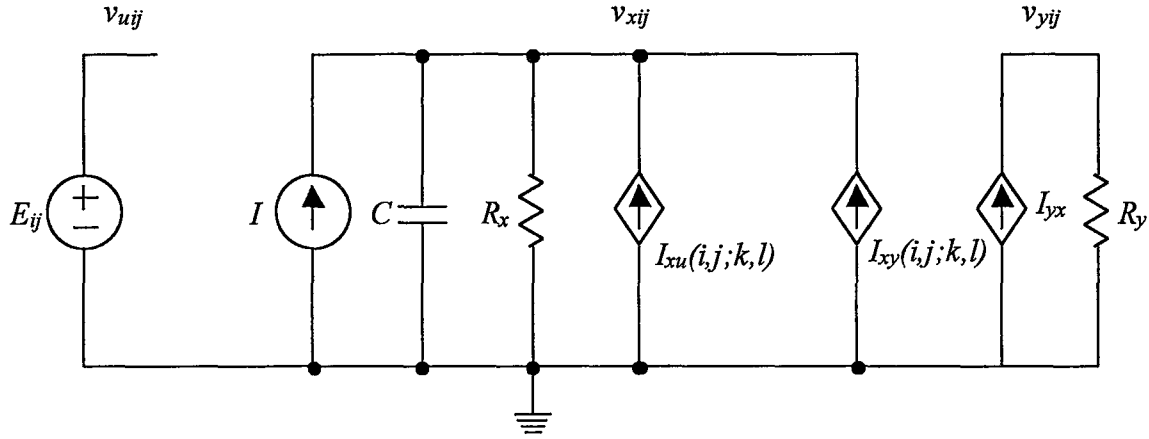 v_uij v_xij v_yij
E_ij + − I C R_x I_xu(i,j;k,l) I_xy(i,j;k,l) I_yx R_y